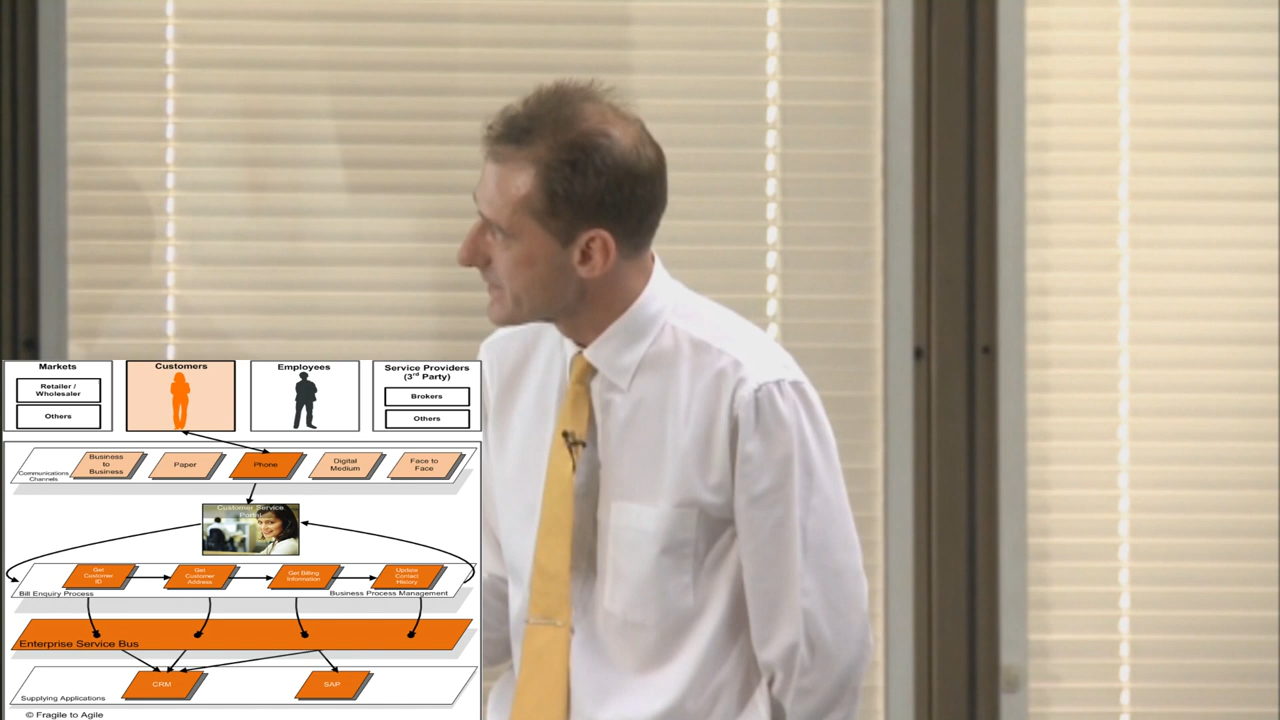 Markets
Retailer /
Wholesaler
Others
Customers
Employees
Service Providers
(3rd Party)
Brokers
Others
Communications
Channels
Business
to
Business
Paper
Phone
Digital
Medium
Face to
Face
Customer Service
Portal
Get
Customer
ID
Get
Customer
Address
Get Billing
Information
Update
Contact
History
Bill Enquiry Process
Business Process Management
Enterprise Service Bus
CRM
SAP
Supplying Applications
© Fragile to Agile